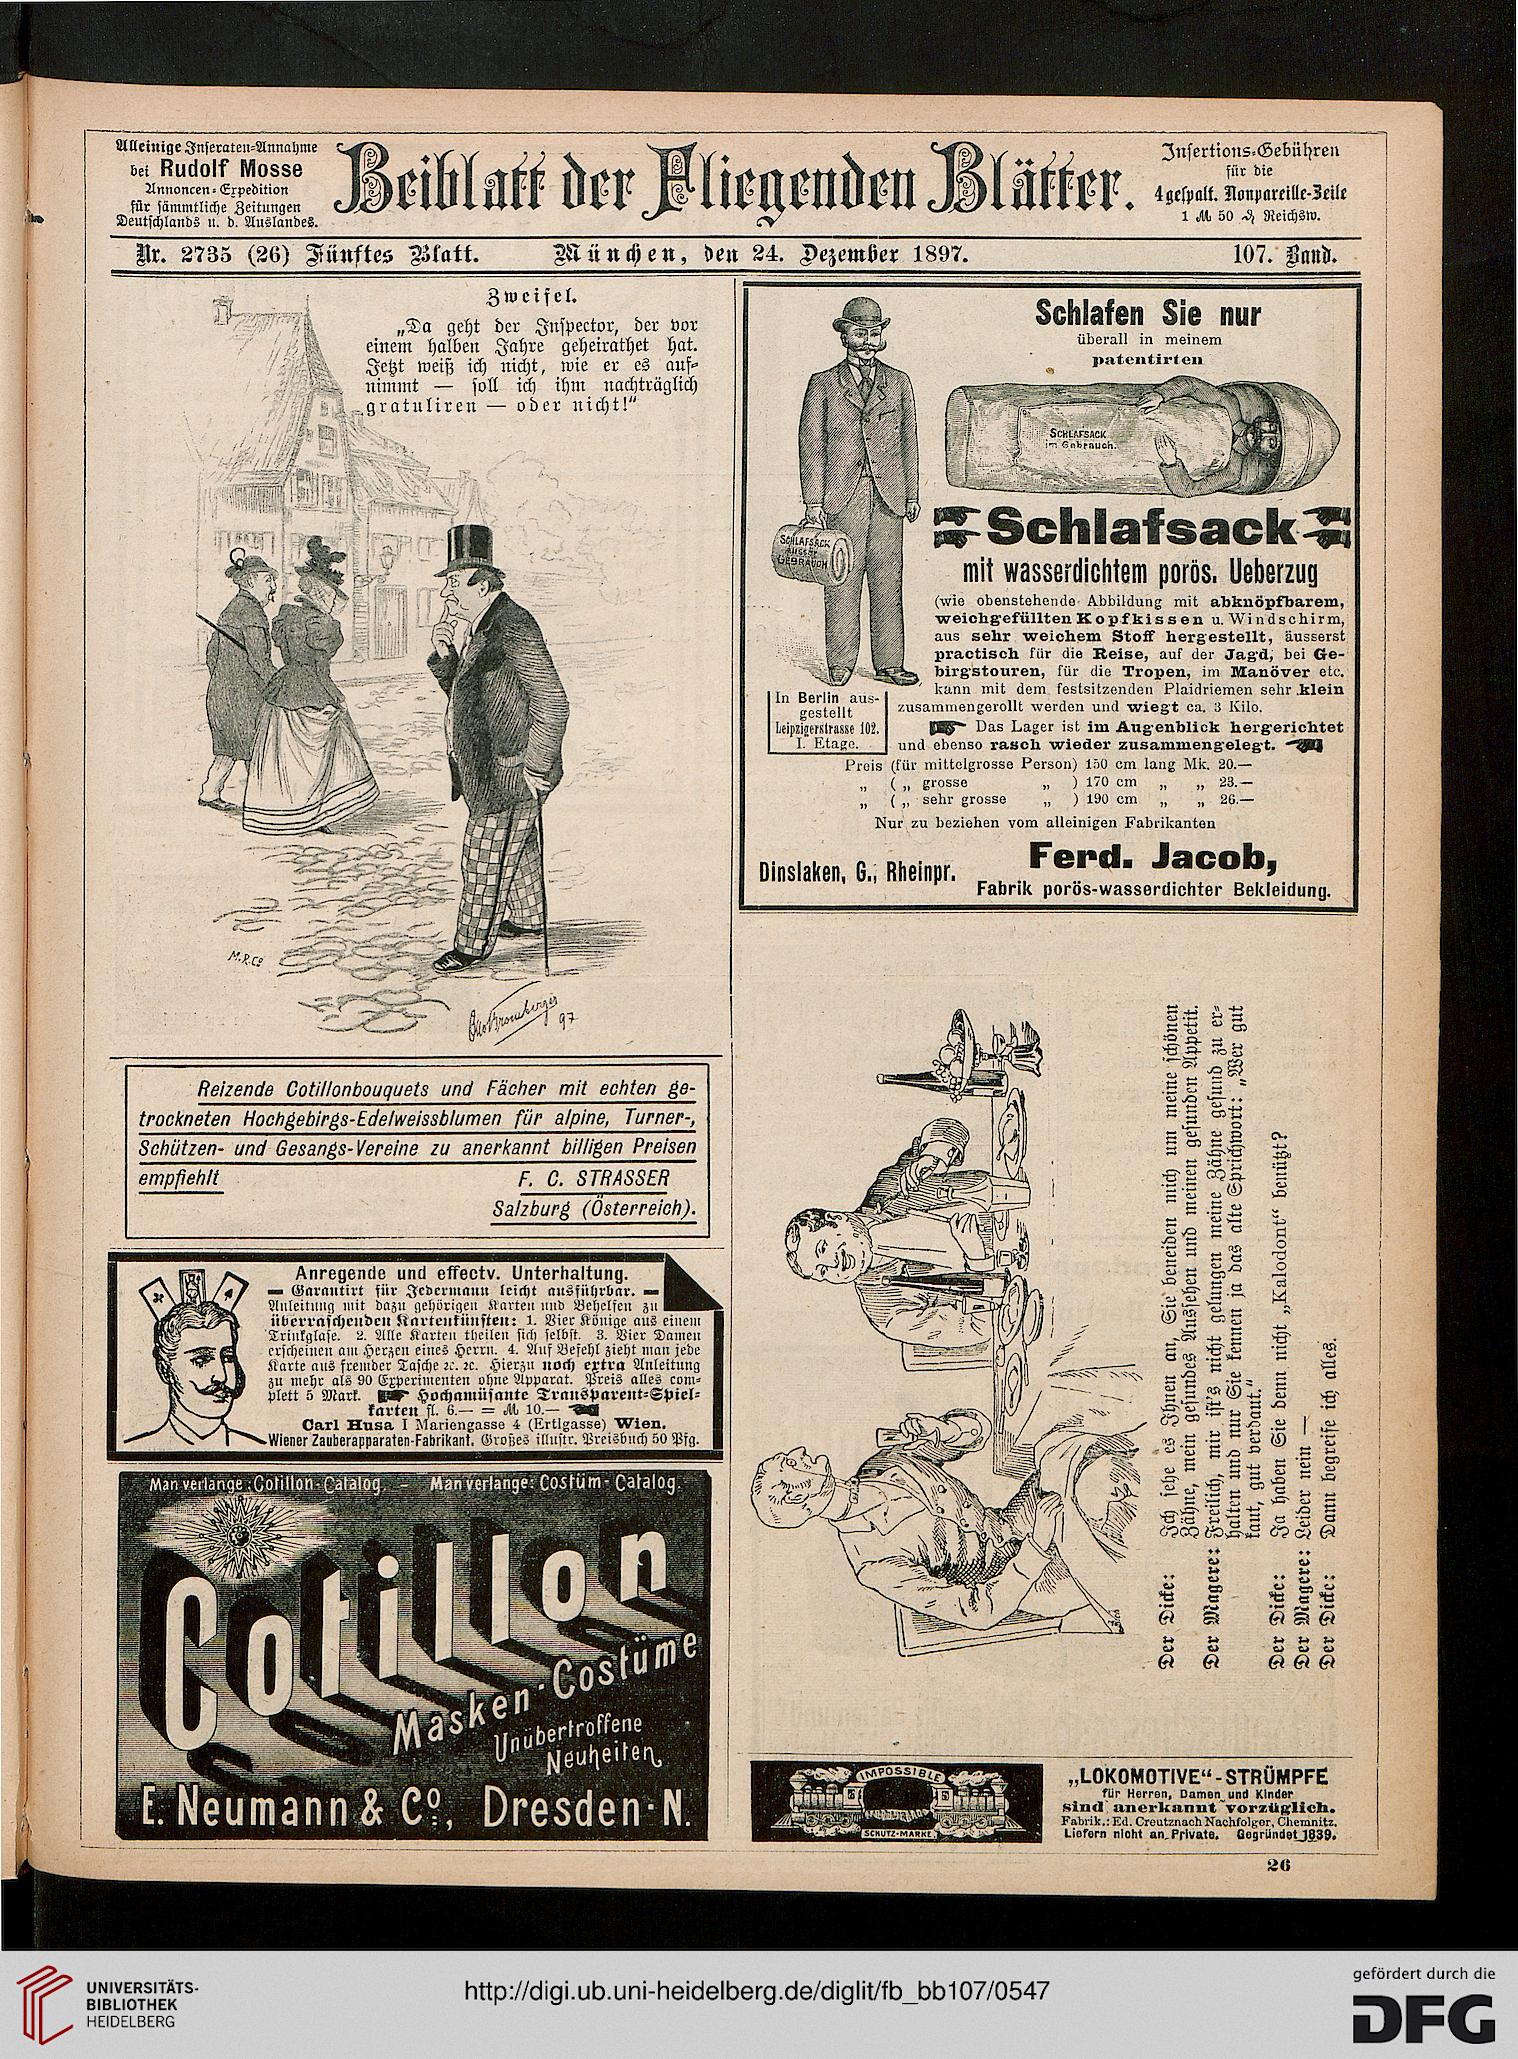 Alleinige Inseraten-Annahme
bei Rudolf Mosse
Annoncen-Expedition
für sämmtliche Zeitungen
Deutschlands u. d. Auslandes.
Beiblatt der Fliegenden Blätter.
Insertions-Gebühren
für die
4 gespalt. Nonpareille-Zeile
1 ℳ 50 ₰ Reichsw.
Nr. 2735 (26) Fünftes Blatt.
München, den 24. Dezember 1897.
107. Band.
Zweifel.
„Da geht der Inspector, der vor
einem halben Jahre geheirathet hat.
Jetzt weiß ich nicht, wie er es auf-
nimmt — soll ich ihm nachträglich
gratuliren — oder nicht!“
M.R.Co
97
Reizende Cotillonbouquets und Fächer mit echten ge-
trockneten Hochgebirgs-Edelweissblumen für alpine, Turner-,
Schützen- und Gesangs-Vereine zu anerkannt billigen Preisen
empfiehlt F. C. STRASSER
Salzburg (Österreich).
Anregende und effectv. Unterhaltung.
Garantirt für Jedermann leicht ausführbar.
Anleitung mit dazu gehörigen Karten und Behelfen zu
überraschenden Kartenkünsten: 1. Vier Könige aus einem
Trinkglase. 2. Alle Karten theilen sich selbst. 3. Vier Damen
erscheinen am Herzen eines Herrn. 4. Auf Befehl zieht man jede
Karte aus fremder Tasche ꝛc. ꝛc. Hierzu noch extra Anleitung
zu mehr als 90 Experimenten ohne Apparat. Preis alles com-
plett 5 Mark. Hochamüsante Transparent-Spiel-
karten fl. 6.— = ℳ 10.—
Carl Husa I Mariengasse 4 (Ertlgasse) Wien.
Wiener Zauberapparaten-Fabrikant. Großes illustr. Preisbuch 50 Pfg.
Man verlange: Cotillon-Catalog. – Man verlange: Costüm-Catalog.
Cotillon
Masken-Costüme
Unübertroffene
Neuheiten,
E. Neumann & Co, Dresden-N.
Schlafen Sie nur
überall in meinem
patentirten
SCHLAFSACK
im Gebrauch.
SCHLAFSACK
ausser
GEBRAUCH
Schlafsack
mit wasserdichtem porös. Ueberzug
(wie obenstehende Abbildung mit abknöpfbarem,
weichgefüllten Kopfkissen u. Windschirm,
aus sehr weichem Stoff hergestellt, äusserst
practisch für die Reise, auf der Jagd, bei Ge-
birgstouren, für die Tropen, im Manöver etc.
kann mit dem festsitzenden Plaidriemen sehr klein
zusammengerollt werden und wiegt ca. 3 Kilo.
In Berlin aus-
gestellt
Leipzigerstrasse 102.
I. Etage.
Das Lager ist im Augenblick hergerichtet
und ebenso rasch wieder zusammengelegt.
Preis (für mittelgrosse Person) 150 cm lang Mk. 20.—
„ ( „ grosse „ ) 170 cm „ „ 23.—
„ ( „ sehr grosse „ ) 190 cm „ „ 26.—
Nur zu beziehen vom alleinigen Fabrikanten
Dinslaken, G., Rheinpr. Ferd. Jacob,
Fabrik porös-wasserdichter Bekleidung.
Der Dicke: Ich sehe es Ihnen an, Sie beneiden mich um meine schönen
Zähne, mein gesundes Aussehen und meinen gesunden Appetit.
Der Magere: Freilich, mir ist's nicht gelungen meine Zähne gesund zu er-
halten und nur Sie kennen ja das alte Sprichwort: „Wer gut
kaut, gut verdaut.“
Der Dicke: Ja haben Sie denn nicht „Kalodont“ benützt?
Der Magere: Leider nein —
Der Dicke: Dann begreife ich alles.
IMPOSSIBLE
SCHUTZ-MARKE.
„LOKOMOTIVE“-STRÜMPFE
für Herren, Damen und Kinder
sind anerkannt vorzüglich.
Fabrik.: Ed. Creutznach Nachfolger, Chemnitz.
Liefern nicht an Private. Gegründet 1839.
26
UNIVERSITÄTS-
BIBLIOTHEK
HEIDELBERG
http://digi.ub.uni-heidelberg.de/diglit/fb_bb107/0547
gefördert durch die
DFG